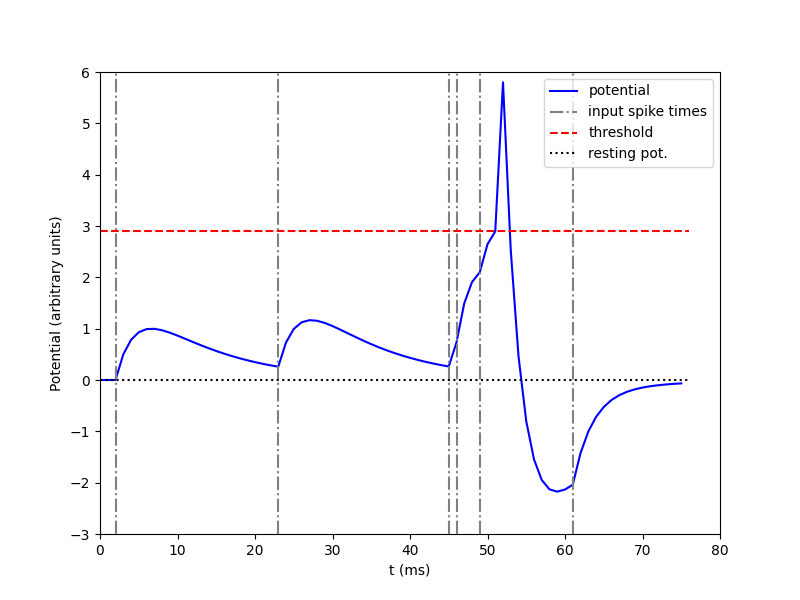 6
5
4
3
2
1
0
−1
−2
−3
Potential (arbitrary units)
potential
input spike times
threshold
resting pot.
0 10 20 30 40 50 60 70 80
t (ms)